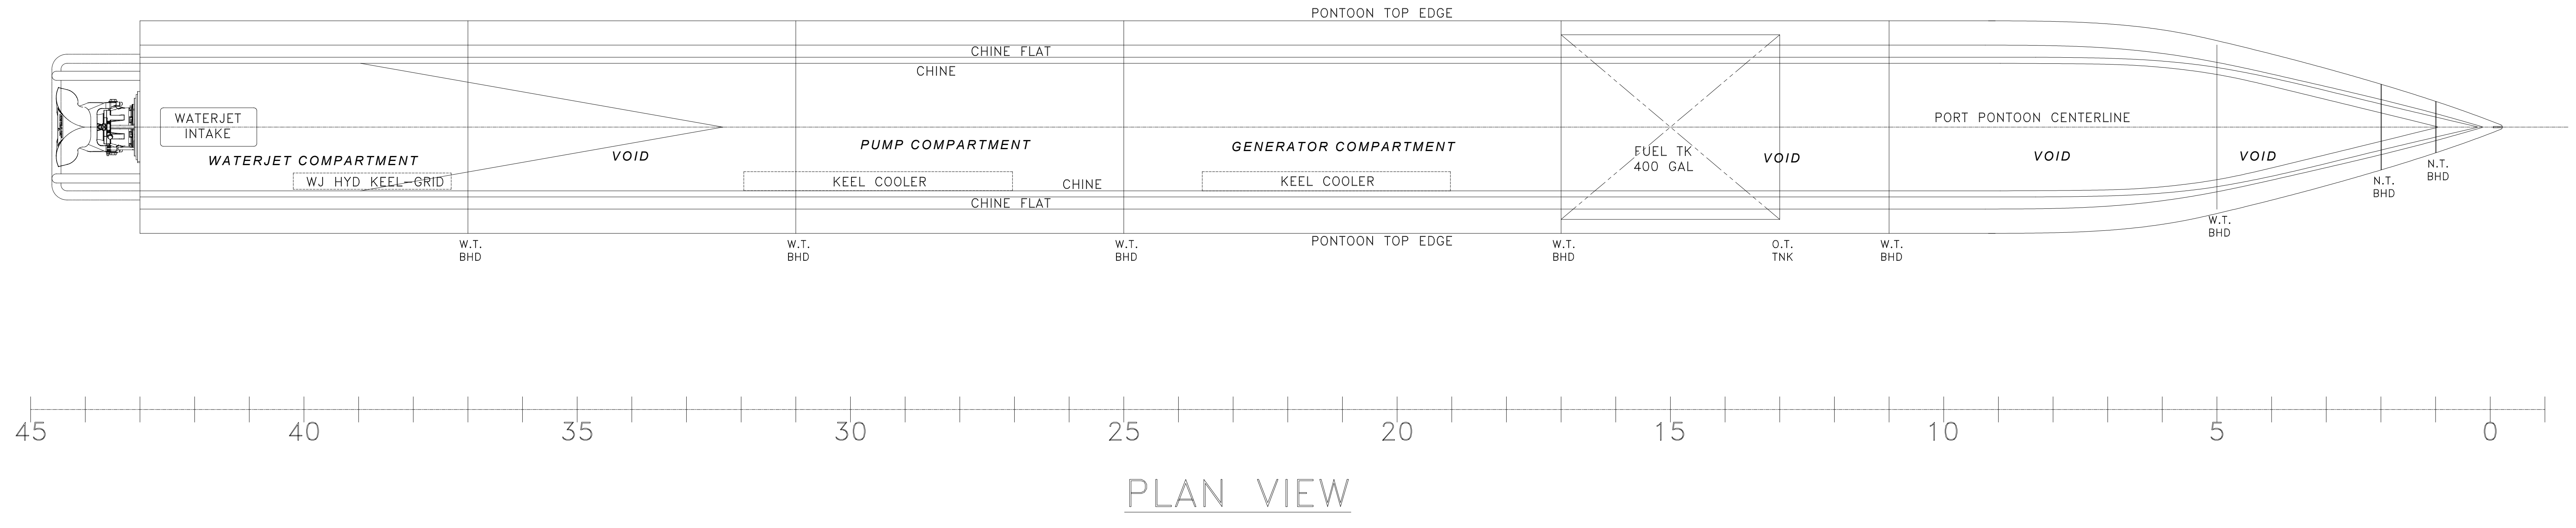 PONTOON TOP EDGE
CHINE FLAT
CHINE
WATERJET
INTAKE
PORT PONTOON CENTERLINE
WATERJET COMPARTMENT
VOID
PUMP COMPARTMENT
GENERATOR COMPARTMENT
FUEL TK
400 GAL
VOID
VOID
VOID
WJ HYD KEEL-GRID
KEEL COOLER
CHINE
KEEL COOLER
N.T.
BHD
N.T.
BHD
CHINE FLAT
W.T.
BHD
PONTOON TOP EDGE
W.T.
BHD
W.T.
BHD
W.T.
BHD
W.T.
BHD
O.T.
TNK
W.T.
BHD
45 40 35 30 25 20 15 10 5 0
PLAN VIEW